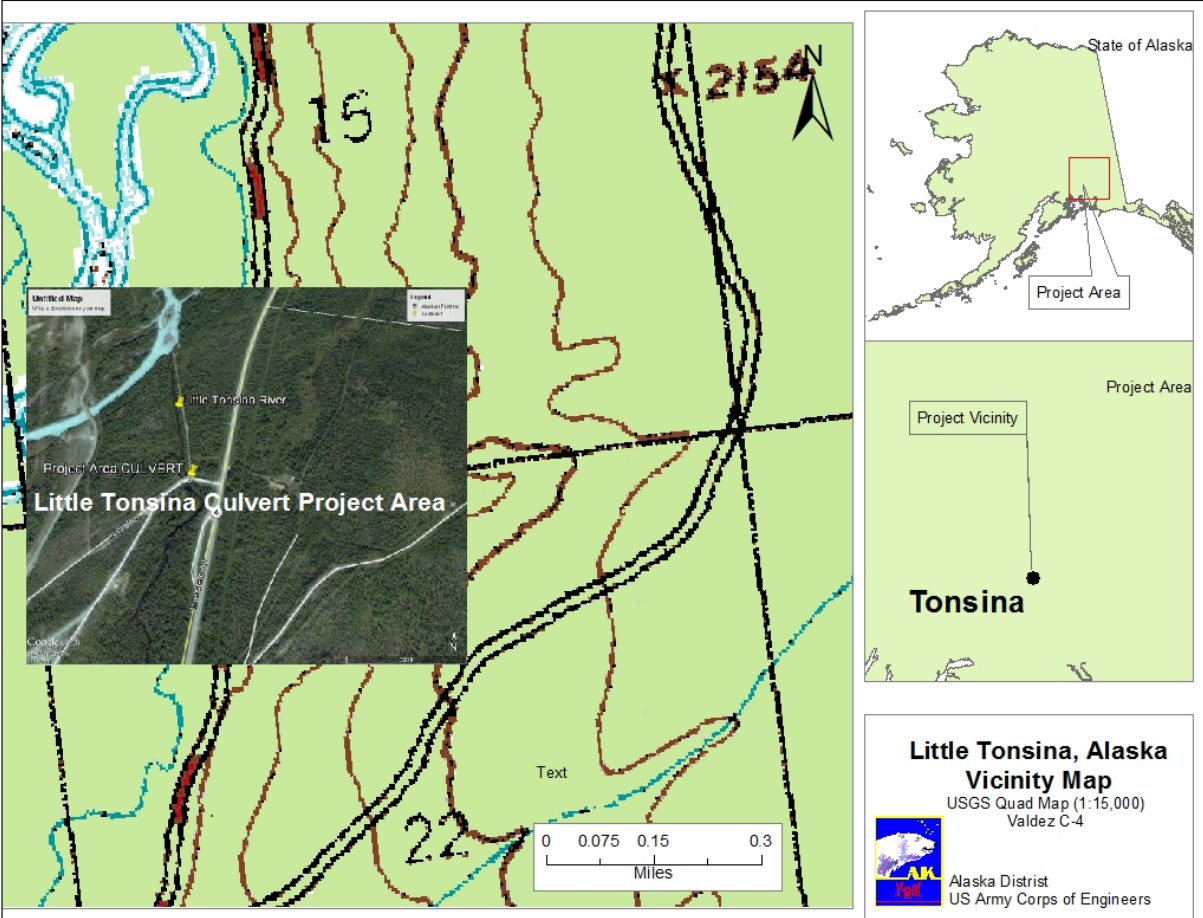 15
X 2154
N
Untitled Map
Legend
Little Tonsina River
Project Area CULVERT
Little Tonsina Culvert Project Area
N
Text
22
0 0.075 0.15 0.3
Miles
State of Alaska
Project Area
Project Area
Project Vicinity
Tonsina
Little Tonsina, Alaska
Vicinity Map
USGS Quad Map (1:15,000)
Valdez C-4
AK
Alaska District
US Army Corps of Engineers